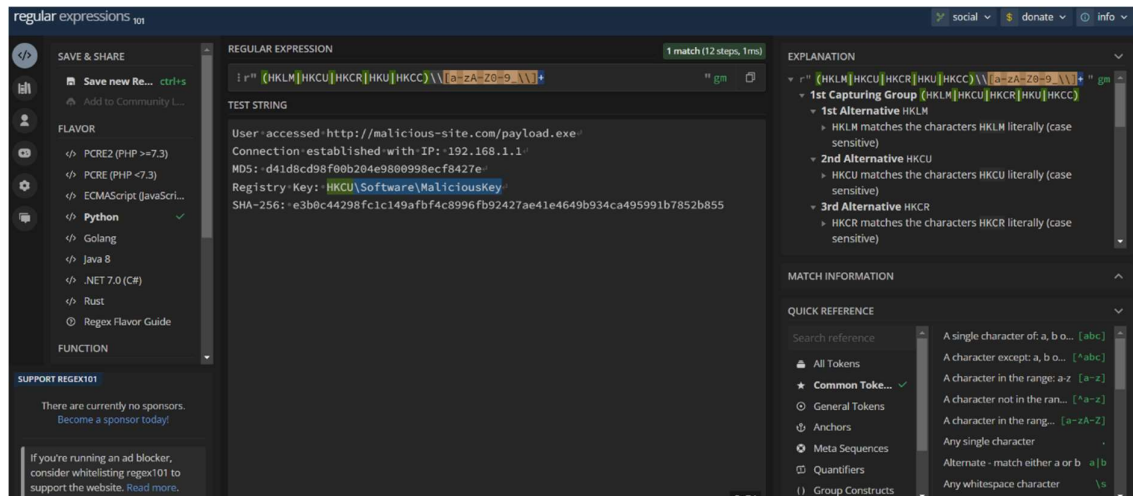 regular expressions 101
social
$ donate
info
SAVE & SHARE
Save new Re... ctrl+s
Add to Community L...
FLAVOR
</> PCRE2 (PHP >=7.3)
</> PCRE (PHP <7.3)
</> ECMAScript (JavaScri...
</> Python
</> Golang
</> Java 8
</> .NET 7.0 (C#)
</> Rust
Regex Flavor Guide
FUNCTION
SUPPORT REGEX101
There are currently no sponsors.
Become a sponsor today!
If you're running an ad blocker,
consider whitelisting regex101 to
support the website. Read more.
REGULAR EXPRESSION
1 match (12 steps, 1ms)
r" (HKLM|HKCU|HKCR|HKU|HKCC)\\[a-zA-Z0-9_\\]+ " gm
TEST STRING
User accessed http://malicious-site.com/payload.exe
Connection established with IP: 192.168.1.1
MD5: d41d8cd98f00b204e9800998ecf8427e
Registry Key: HKCU\Software\MaliciousKey
SHA-256: e3b0c44298fc1c149afbf4c8996fb92427ae41e4649b934ca495991b7852b855
EXPLANATION
r" (HKLM|HKCU|HKCR|HKU|HKCC)\\[a-zA-Z0-9_\\]+ " gm
1st Capturing Group (HKLM|HKCU|HKCR|HKU|HKCC)
1st Alternative HKLM
HKLM matches the characters HKLM literally (case
sensitive)
2nd Alternative HKCU
HKCU matches the characters HKCU literally (case
sensitive)
3rd Alternative HKCR
HKCR matches the characters HKCR literally (case
sensitive)
MATCH INFORMATION
QUICK REFERENCE
Search reference
All Tokens
Common Toke...
General Tokens
Anchors
Meta Sequences
Quantifiers
() Group Constructs
A single character of: a, b o... [abc]
A character except: a, b o... [^abc]
A character in the range: a-z [a-z]
A character not in the ran... [^a-z]
A character in the rang... [a-zA-Z]
Any single character .
Alternate - match either a or b a|b
Any whitespace character \s